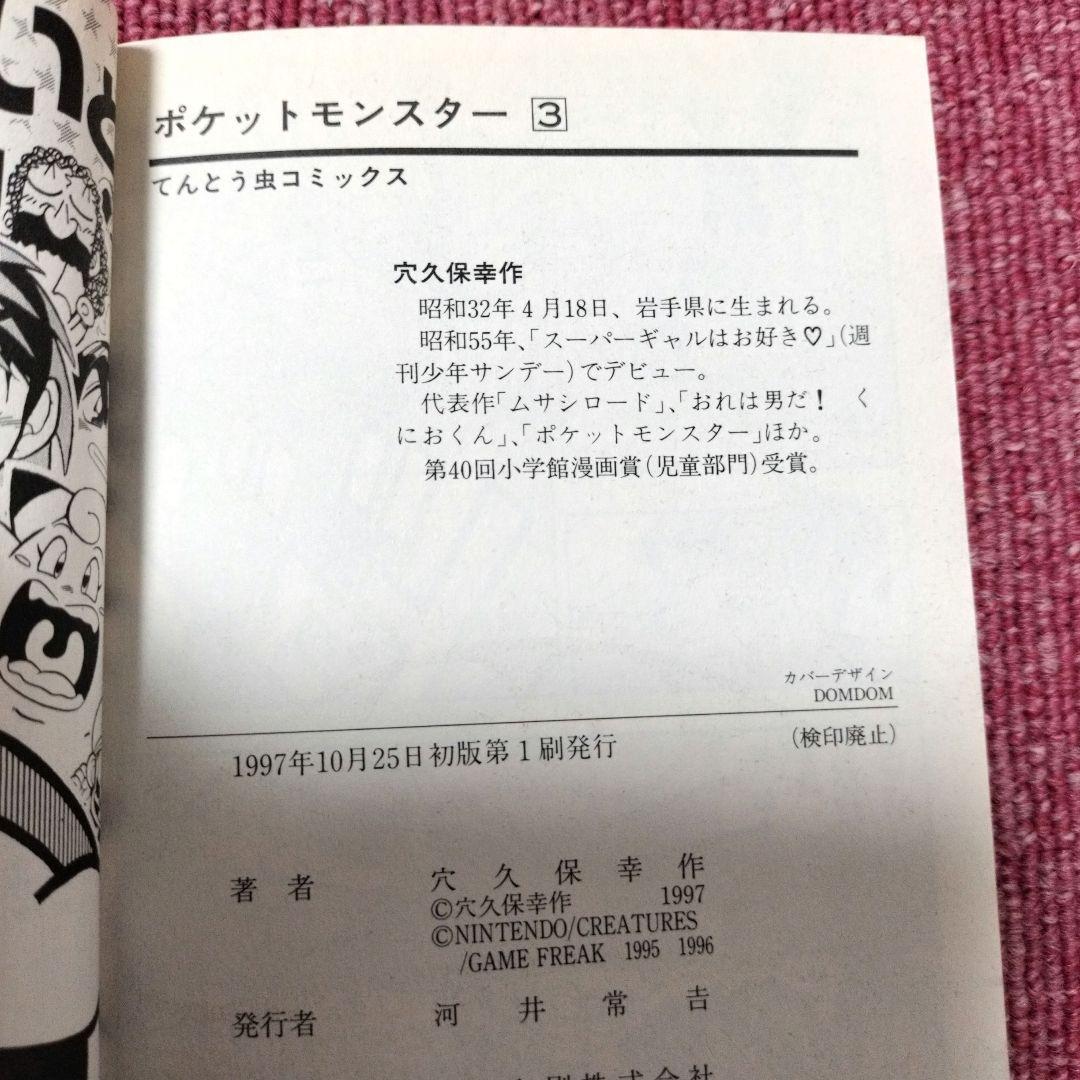 ポケットモンスター 3
てんとう虫コミックス
穴久保幸作
昭和32年4月18日、岩手県に生まれる。
昭和55年、「スーパーギャルはお好き♡」(週
刊少年サンデー)でデビュー。
代表作「ムサシロード」、「おれは男だ！ く
におくん」、「ポケットモンスター」ほか。
第40回小学館漫画賞(児童部門)受賞。
カバーデザイン
DOMDOM
1997年10月25日初版第1刷発行
(検印廃止)
著者 穴久保幸作
©穴久保幸作 1997
©NINTENDO/CREATURES
/GAME FREAK 1995 1996
発行者 河井常吉
刷株式会社